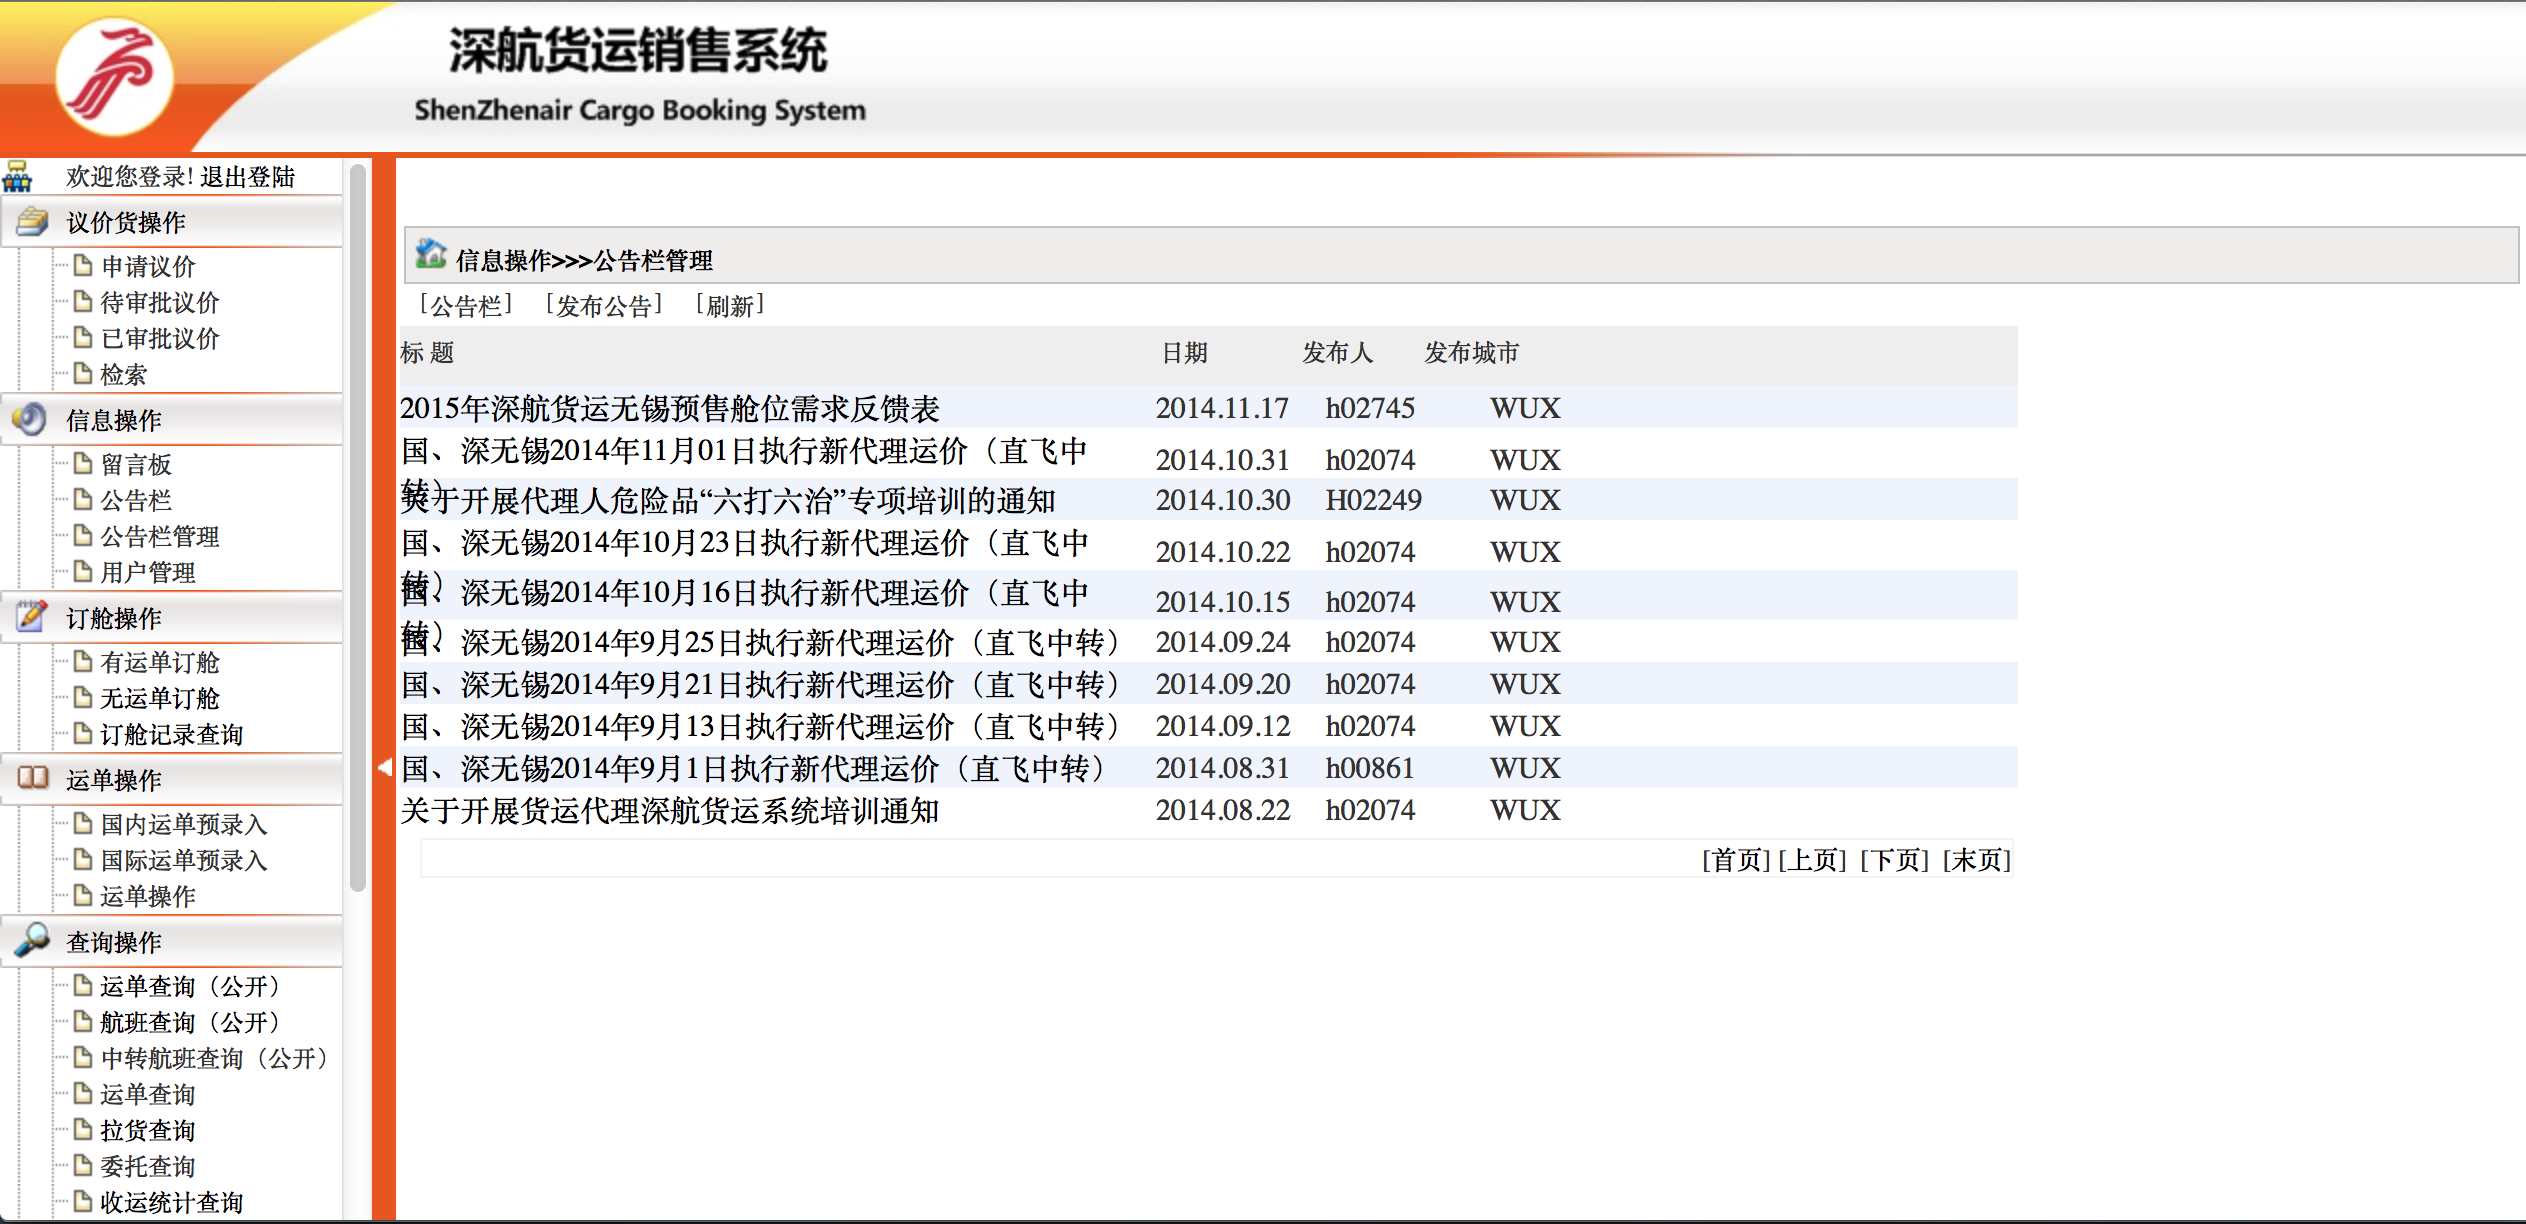 深航货运销售系统
ShenZhenair Cargo Booking System
欢迎您登录! 退出登陆
议价货操作
申请议价
待审批议价
已审批议价
检索
信息操作
留言板
公告栏
公告栏管理
用户管理
订舱操作
有运单订舱
无运单订舱
订舱记录查询
运单操作
国内运单预录入
国际运单预录入
运单操作
查询操作
运单查询（公开）
航班查询（公开）
中转航班查询（公开）
运单查询
拉货查询
委托查询
收运统计查询
信息操作>>>公告栏管理
[公告栏] [发布公告] [刷新]
标 题 日期 发布人 发布城市
2015年深航货运无锡预售舱位需求反馈表 2014.11.17 h02745 WUX
国、深无锡2014年11月01日执行新代理运价（直飞中转） 2014.10.31 h02074 WUX
关于开展代理人危险品“六打六治”专项培训的通知 2014.10.30 H02249 WUX
国、深无锡2014年10月23日执行新代理运价（直飞中转） 2014.10.22 h02074 WUX
国、深无锡2014年10月16日执行新代理运价（直飞中转） 2014.10.15 h02074 WUX
国、深无锡2014年9月25日执行新代理运价（直飞中转） 2014.09.24 h02074 WUX
国、深无锡2014年9月21日执行新代理运价（直飞中转） 2014.09.20 h02074 WUX
国、深无锡2014年9月13日执行新代理运价（直飞中转） 2014.09.12 h02074 WUX
国、深无锡2014年9月1日执行新代理运价（直飞中转） 2014.08.31 h00861 WUX
关于开展货运代理深航货运系统培训通知 2014.08.22 h02074 WUX
[首页] [上页] [下页] [末页]